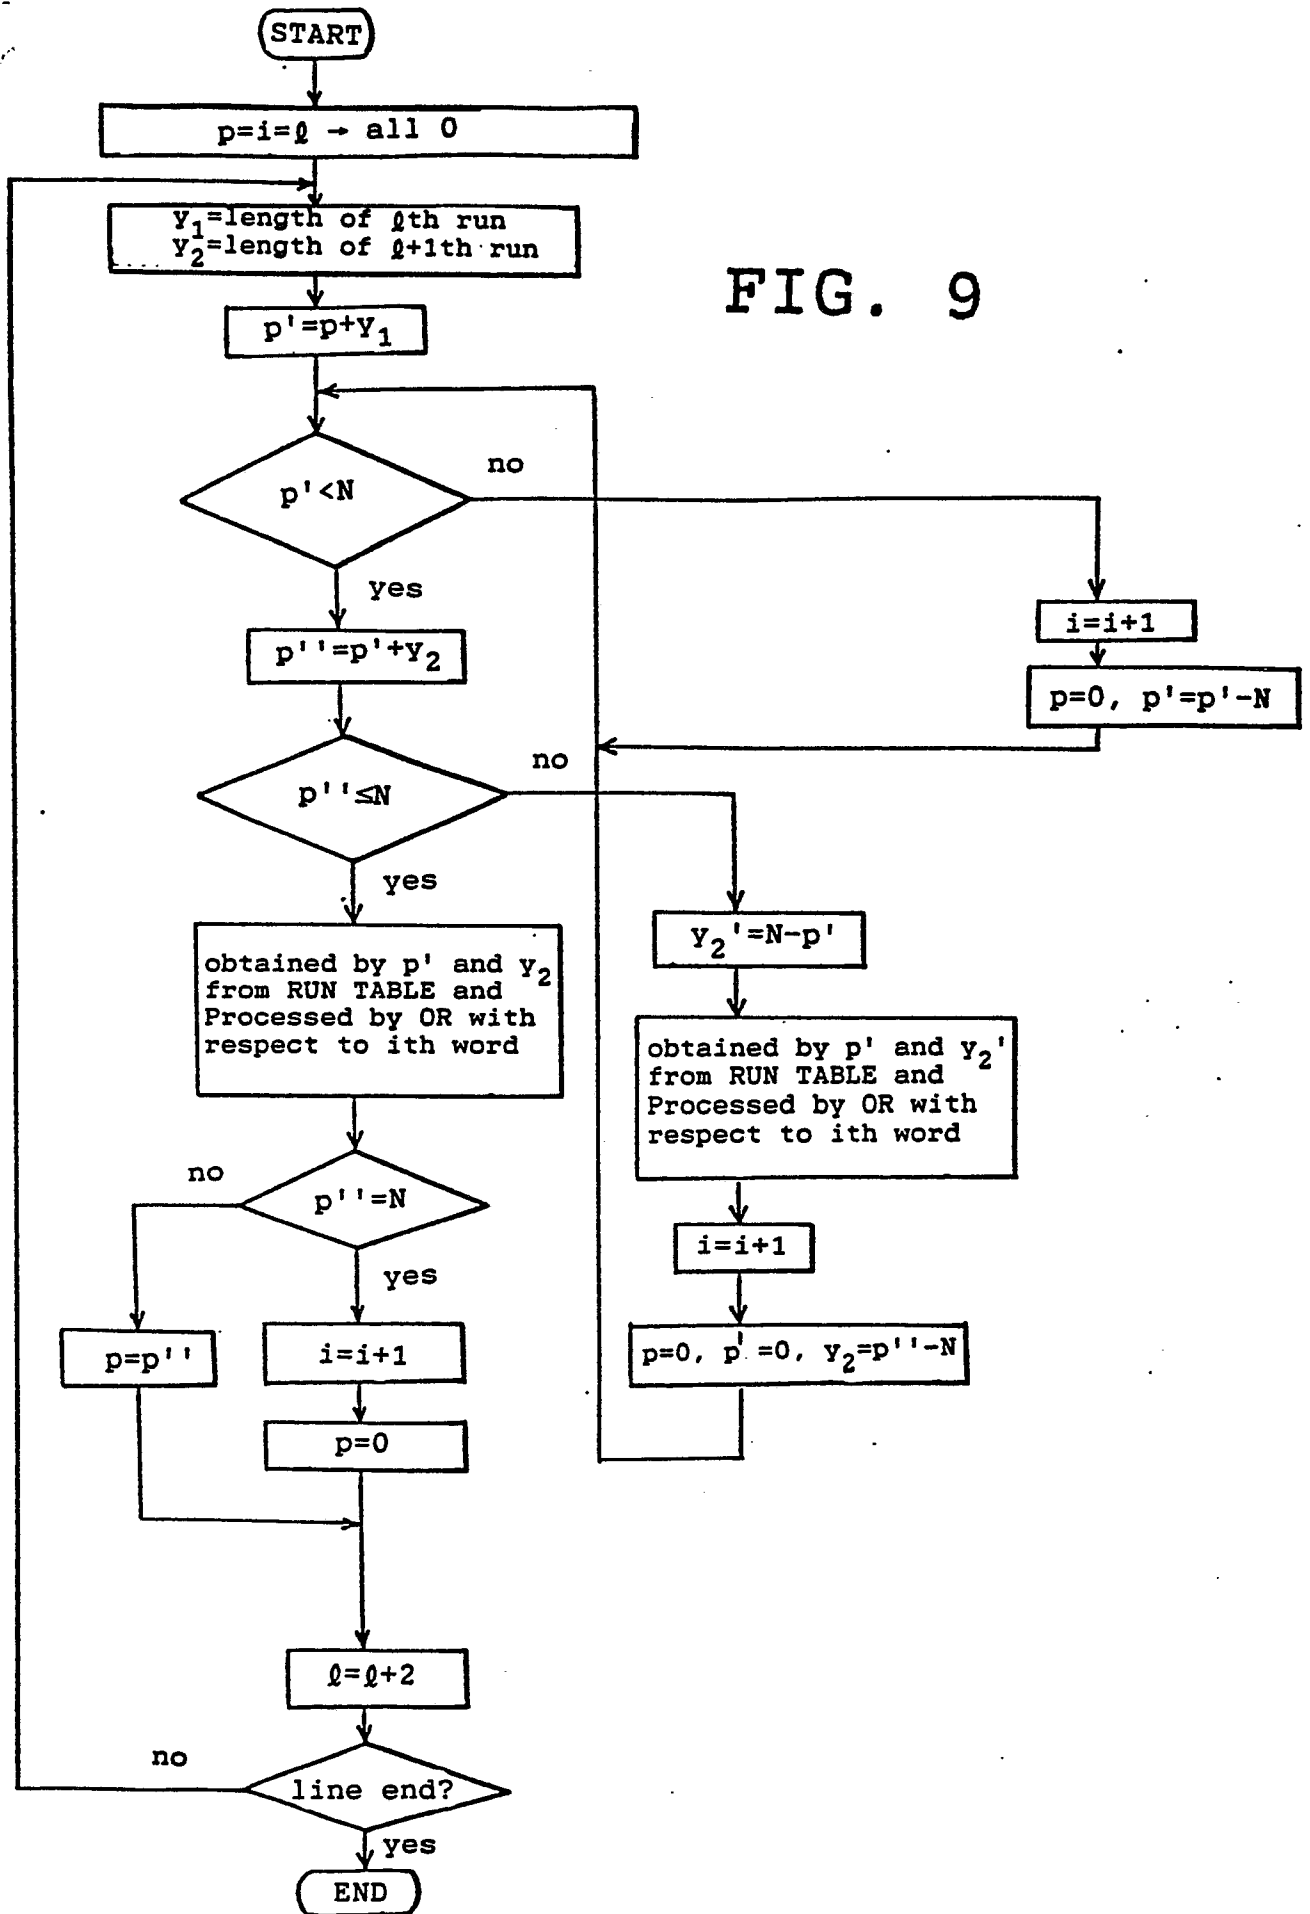 START
p=i=ℓ → all 0
y₁=length of ℓth run
y₂=length of ℓ+1th run
FIG. 9
p'=p+y₁
p'<N
no
yes
i=i+1
p''=p'+y₂
p=0, p'=p'-N
p''≤N
no
yes
y₂'=N-p'
obtained by p' and y₂
from RUN TABLE and
Processed by OR with
respect to ith word
obtained by p' and y₂'
from RUN TABLE and
Processed by OR with
respect to ith word
p''=N
no
yes
i=i+1
p=p''
i=i+1
p=0, p'=0, y₂=p''-N
p=0
ℓ=ℓ+2
line end?
no
yes
END